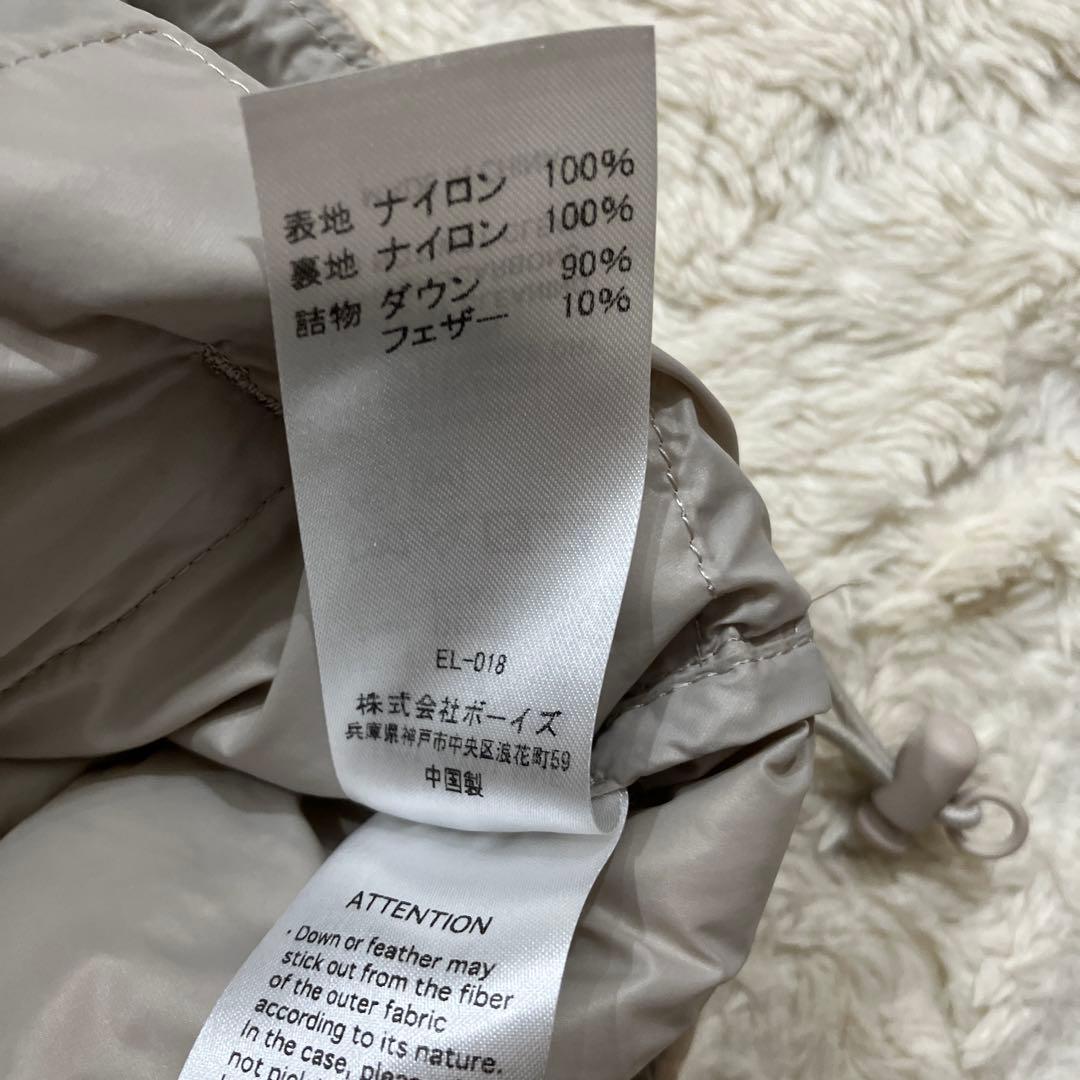 表地 ナイロン 100%
裏地 ナイロン 100%
詰物 ダウン 90%
フェザー 10%
EL-018
株式会社ボーイズ
兵庫県神戸市中央区浪花町59
中国製
ATTENTION
・Down or feather may
stick out from the fiber
of the outer fabric
according to its nature.
In the case,
not